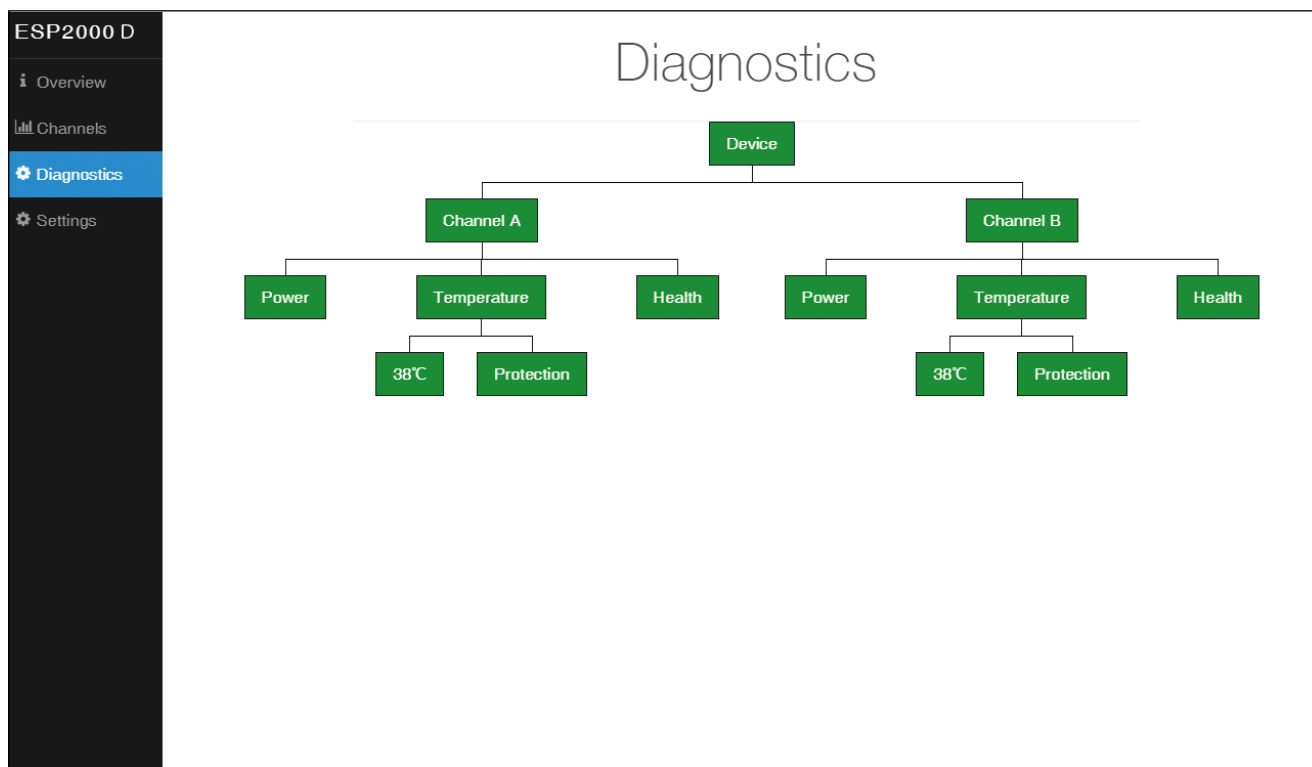 ESP2000 D
Overview
Channels
Diagnostics
Settings
Diagnostics
Device
Channel A
Channel B
Power
Temperature
Health
Power
Temperature
Health
38℃
Protection
38℃
Protection